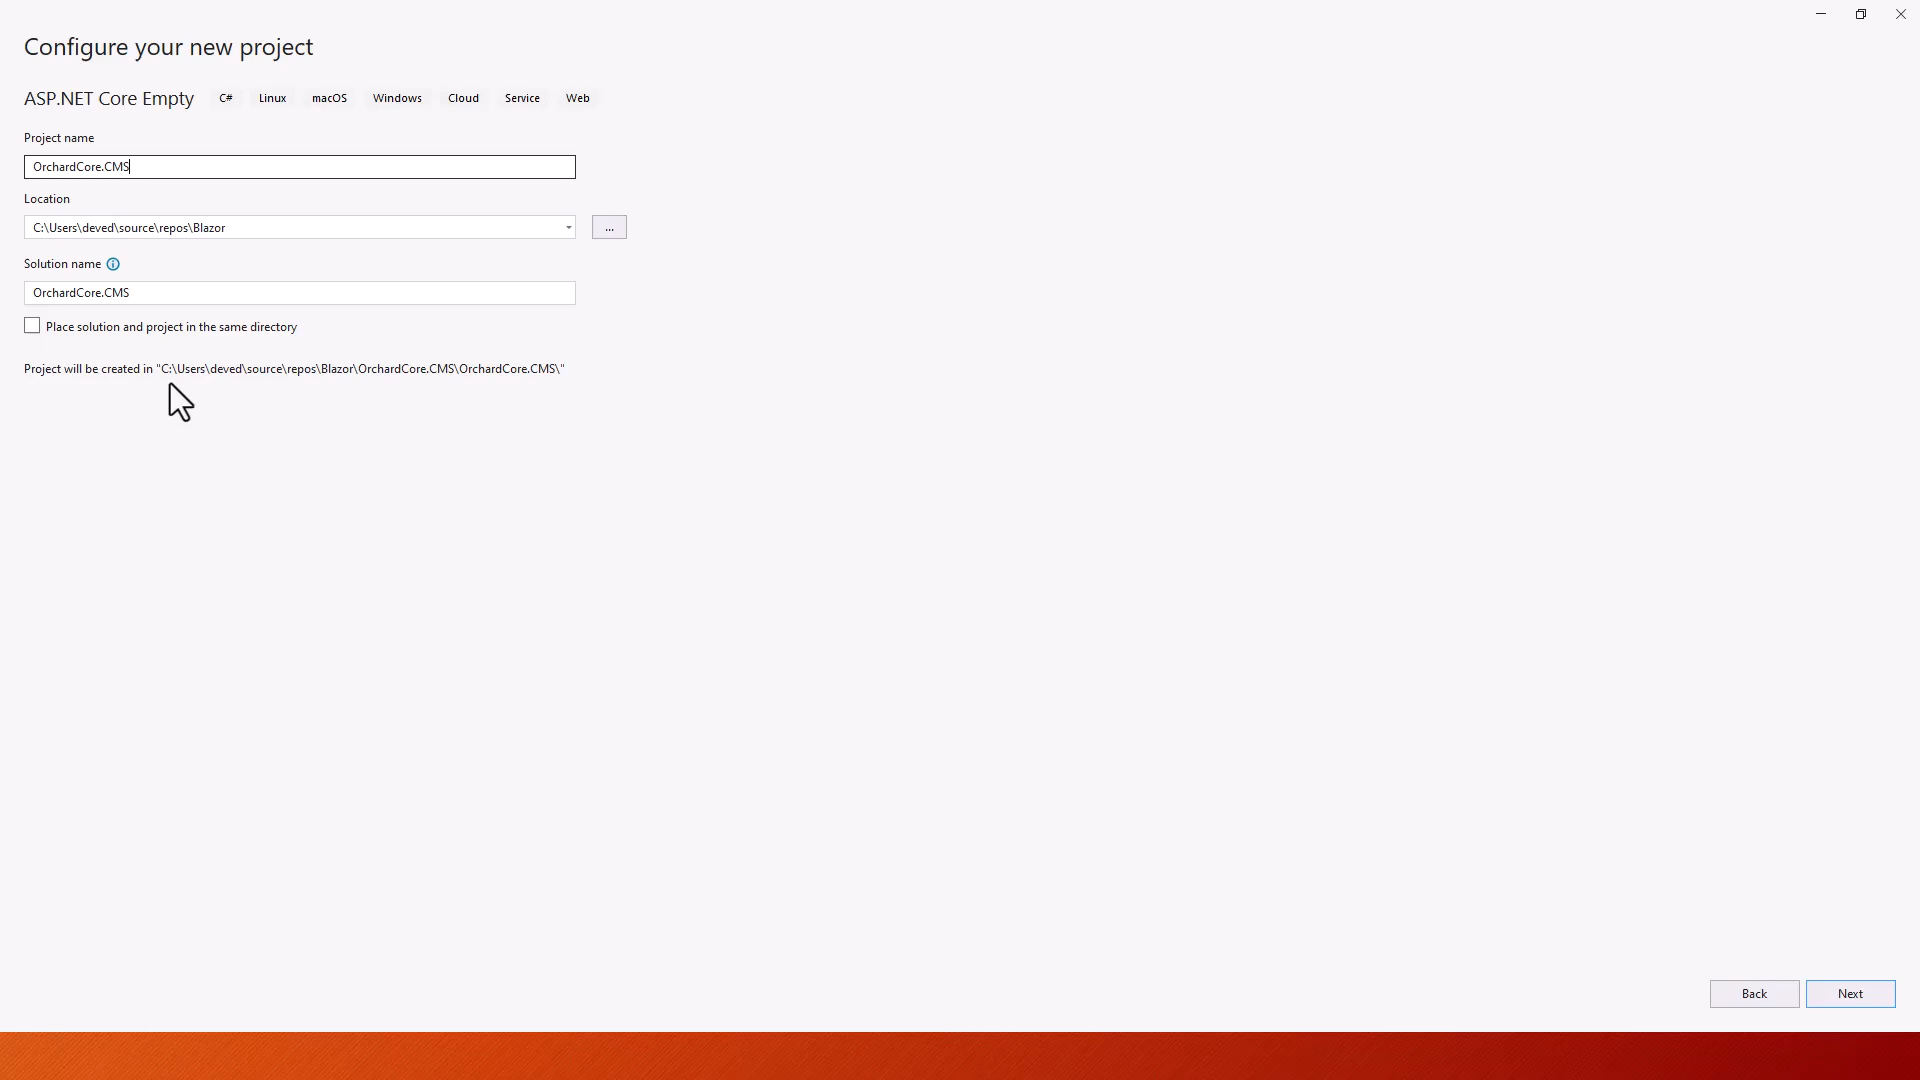 Configure your new project
ASP.NET Core Empty C# Linux macOS Windows Cloud Service Web
Project name
OrchardCore.CMS
Location
C:\Users\deved\source\repos\Blazor
...
Solution name
OrchardCore.CMS
Place solution and project in the same directory
Project will be created in "C:\Users\deved\source\repos\Blazor\OrchardCore.CMS\OrchardCore.CMS\"
Back Next